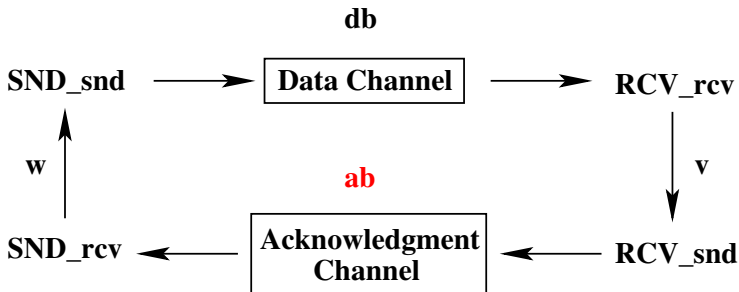 db
SND_snd
Data Channel
RCV_rcv
w
ab
v
SND_rcv
Acknowledgment
Channel
RCV_snd